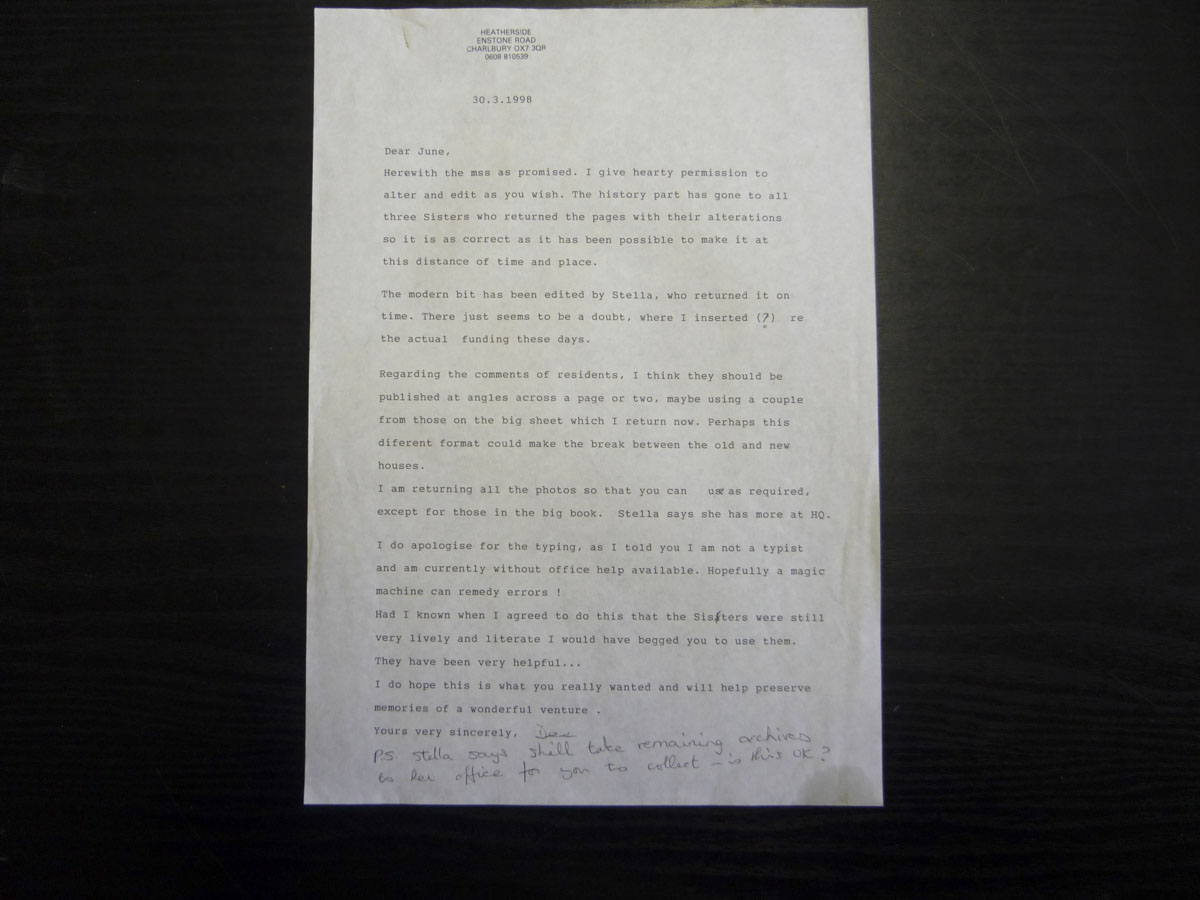 HEATHERSIDE
ENSTONE ROAD
CHARLBURY OX7 3QR
0608 810539
30.3.1998
Dear June,
Herewith the mss as promised. I give hearty permission to
alter and edit as you wish. The history part has gone to all
three Sisters who returned the pages with their alterations
so it is as correct as it has been possible to make it at
this distance of time and place.
The modern bit has been edited by Stella, who returned it on
time. There just seems to be a doubt, where I inserted (?) re
the actual funding these days.
Regarding the comments of residents, I think they should be
published at angles across a page or two, maybe using a couple
from those on the big sheet which I return now. Perhaps this
diferent format could make the break between the old and new
houses.
I am returning all the photos so that you can use as required,
except for those in the big book. Stella says she has more at HQ.
I do apologise for the typing, as I told you I am not a typist
and am currently without office help available. Hopefully a magic
machine can remedy errors !
Had I known when I agreed to do this that the Sisters were still
very lively and literate I would have begged you to use them.
They have been very helpful...
I do hope this is what you really wanted and will help preserve
memories of a wonderful venture .
Yours very sincerely,
P.S. Stella says she'll take remaining archives
to her office for you to collect - is this OK?